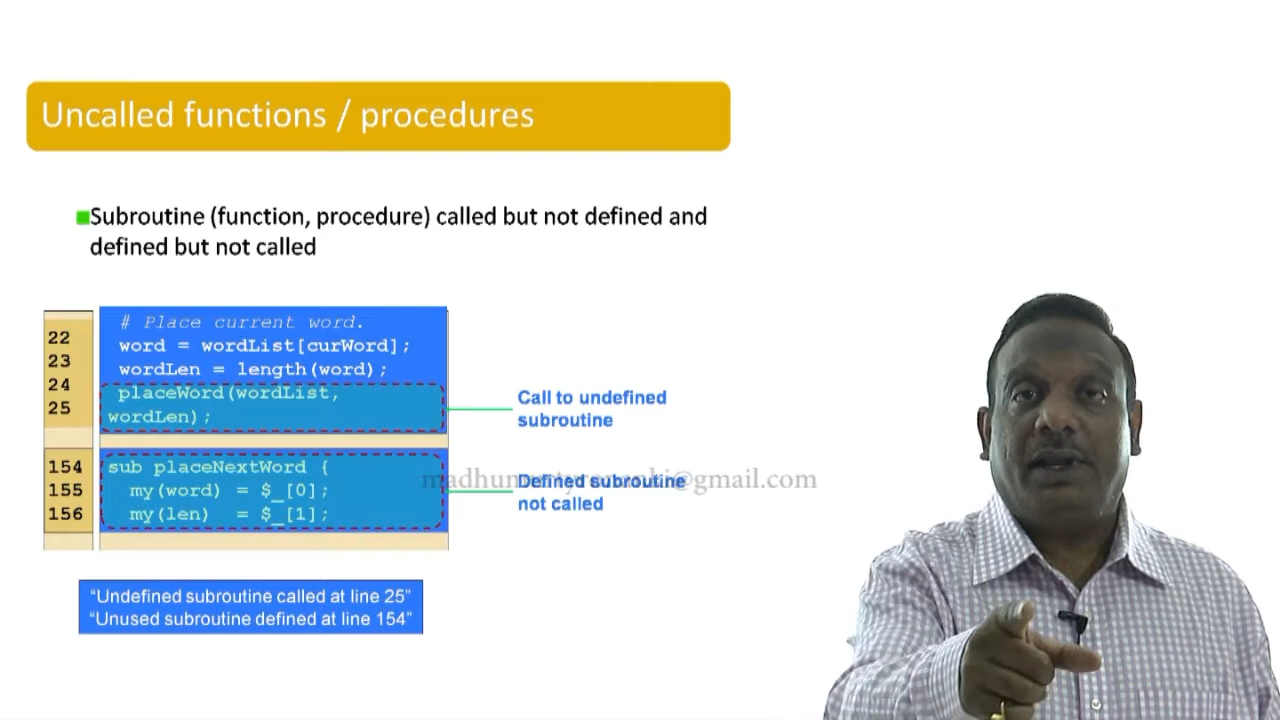 Uncalled functions / procedures
Subroutine (function, procedure) called but not defined and
defined but not called
# Place current word.
22
word = wordList[curWord];
23
wordLen = length(word);
24
placeWord(wordList,
25
wordLen);
Call to undefined
subroutine
154
sub placeNextWord {
155
my(word) = $_[0];
156
my(len) = $_[1];
Defined subroutine
not called
@gmail.com
“Undefined subroutine called at line 25”
“Unused subroutine defined at line 154”